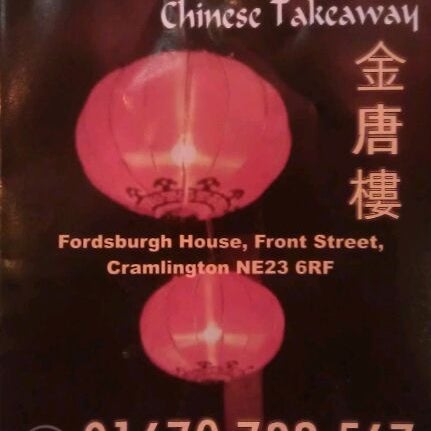 Chinese Takeaway
金唐樓
Fordsburgh House, Front Street,
Cramlington NE23 6RF